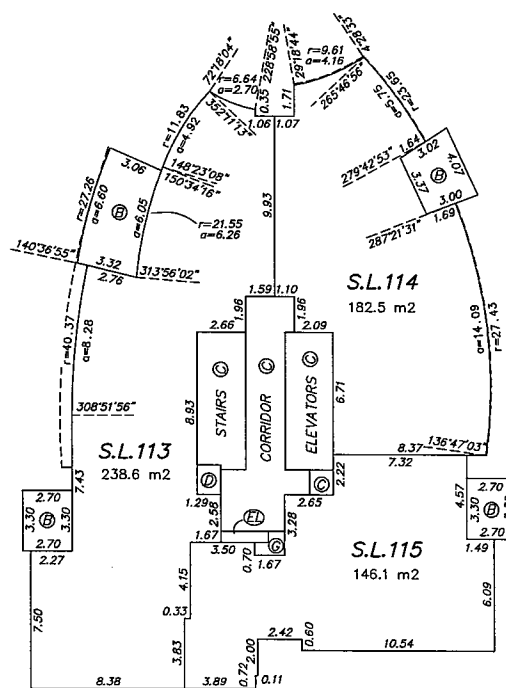 72°18'04"
r=6.64
a=2.70
228°58'55"
0.35
29°18'44"
r=9.61
a=4.16
4°28'33"
1.71
265°46'56"
r=23.65
a=5.75
352°11'13"
1.06 1.07
r=11.83
a=4.92
3.06
148°23'08"
150°34'16"
r=27.26
a=6.60
B
a=6.05
r=21.55
a=6.26
279°42'53"
1.64
3.02
4.07
B
3.37
3.00
1.69
287°21'31"
9.93
140°36'55"
3.32
2.76
313°56'02"
S.L.114
182.5 m2
1.59 1.10
1.96
1.96
2.66
2.09
r=40.37
a=8.28
a=14.09
r=27.43
8.93
STAIRS C
CORRIDOR C
ELEVATORS C
6.71
308°51'56"
S.L.113
238.6 m2
136°47'03"
8.37
7.32
7.43
D
C
2.22
1.29
2.65
2.70
3.30
B
3.30
2.70
2.27
4.57
2.70
3.30
B
2.70
1.49
2.58
EL
3.28
1.67
G
3.50
0.70
1.67
S.L.115
146.1 m2
7.50
4.15
0.33
3.83
6.09
2.42
0.60
2.00
10.54
8.38
3.89
0.72
0.11